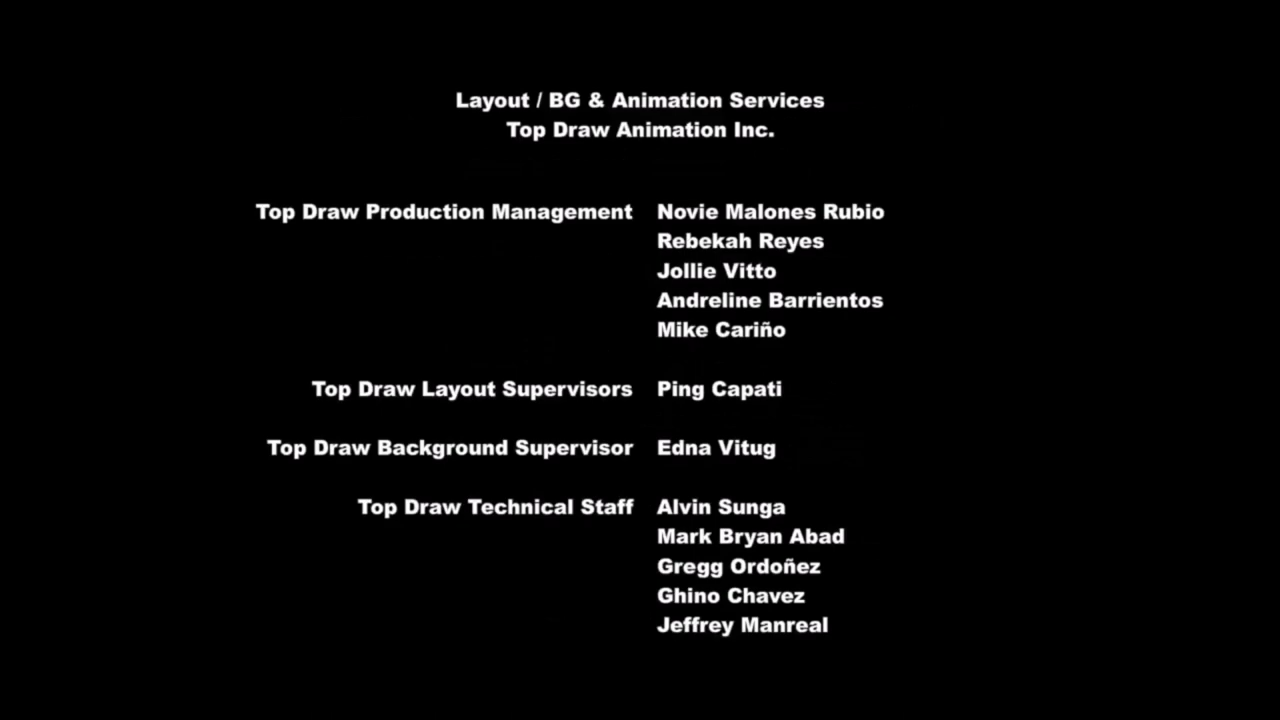 Layout / BG & Animation Services
Top Draw Animation Inc.
Top Draw Production Management Novie Malones Rubio
Rebekah Reyes
Jollie Vitto
Andreline Barrientos
Mike Cariño
Top Draw Layout Supervisors Ping Capati
Top Draw Background Supervisor Edna Vitug
Top Draw Technical Staff Alvin Sunga
Mark Bryan Abad
Gregg Ordoñez
Ghino Chavez
Jeffrey Manreal